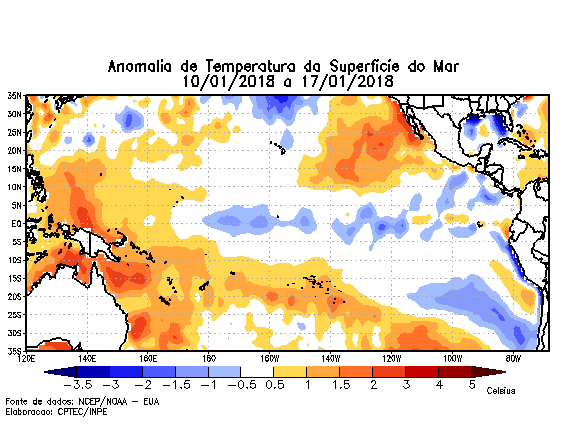 Anomalia de Temperatura da Superfície do Mar
10/01/2018 a 17/01/2018
35N
30N
25N
20N
15N
10N
5N
EQ
5S
10S
15S
20S
25S
30S
35S
120E 140E 160E 180 160W 140W 120W 100W 80W
-3.5 -3 -2 -1.5 -1 -0.5 0.5 1 1.5 2 3 4 5
Celsius
Fonte de dados: NCEP/NOAA - EUA
Elaboracao: CPTEC/INPE